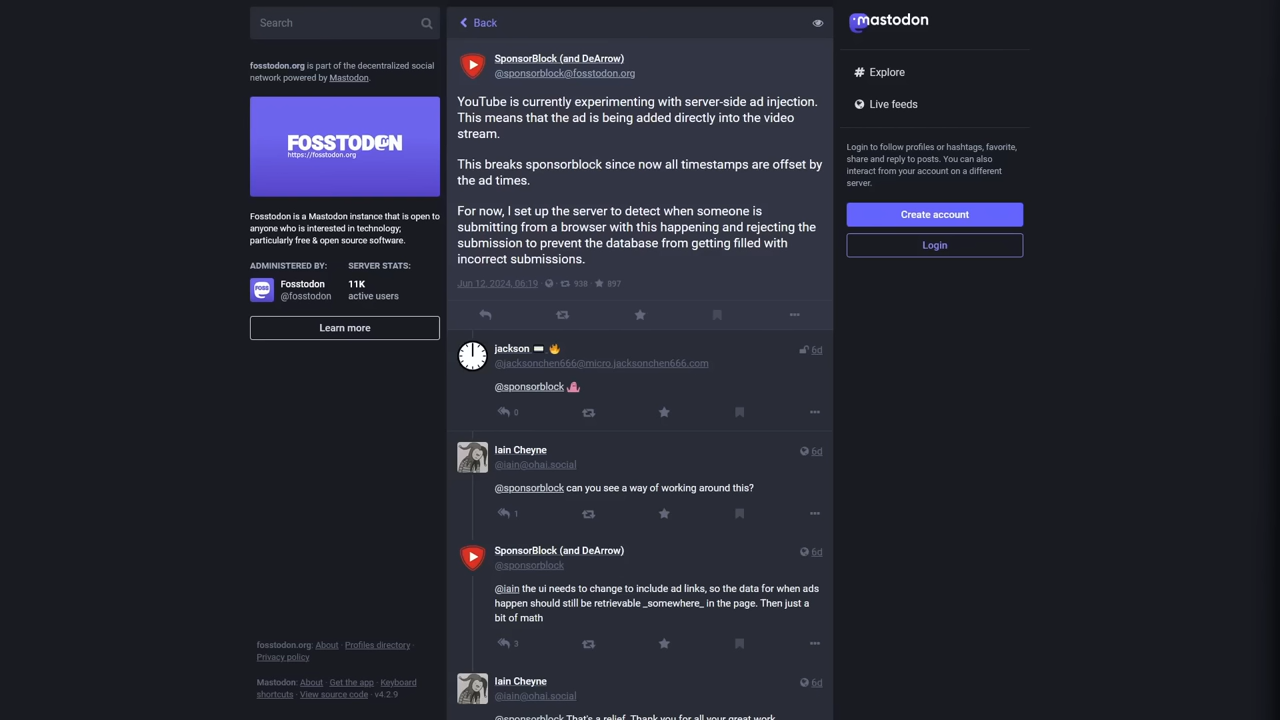 Search
fosstodon.org is part of the decentralized social
network powered by Mastodon.
FOSSTODON
https://fosstodon.org
Fosstodon is a Mastodon instance that is open to
anyone who is interested in technology;
particularly free & open source software.
ADMINISTERED BY:
Fosstodon
@fosstodon
SERVER STATS:
11K
active users
Learn more
fosstodon.org: About · Profiles directory ·
Privacy policy
Mastodon: About · Get the app · Keyboard
shortcuts · View source code · v4.2.9
Back
SponsorBlock (and DeArrow)
@sponsorblock@fosstodon.org
YouTube is currently experimenting with server-side ad injection.
This means that the ad is being added directly into the video
stream.
This breaks sponsorblock since now all timestamps are offset by
the ad times.
For now, I set up the server to detect when someone is
submitting from a browser with this happening and rejecting the
submission to prevent the database from getting filled with
incorrect submissions.
Jun 12, 2024, 06:19 · 938 · 897
jackson
6d
@jacksonchen666@micro.jacksonchen666.com
@sponsorblock
0
Iain Cheyne
6d
@iain@ohai.social
@sponsorblock can you see a way of working around this?
1
SponsorBlock (and DeArrow)
6d
@sponsorblock
@iain the ui needs to change to include ad links, so the data for when ads
happen should still be retrievable _somewhere_ in the page. Then just a
bit of math
3
Iain Cheyne
6d
@iain@ohai.social
@sponsorblock That's a relief. Thank you for all your great work.
mastodon
# Explore
Live feeds
Login to follow profiles or hashtags, favorite,
share and reply to posts. You can also
interact from your account on a different
server.
Create account
Login